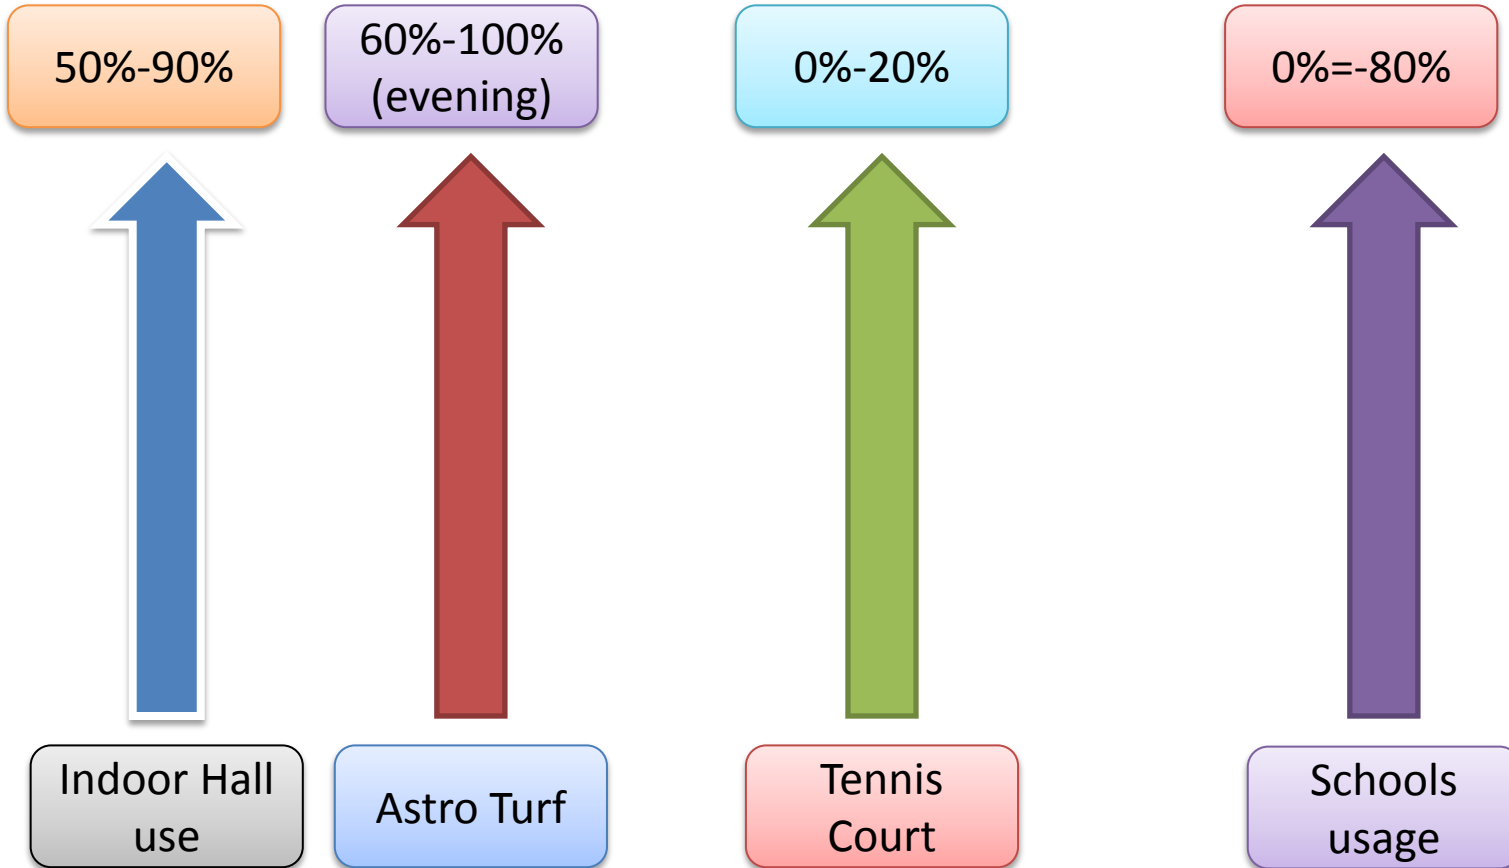 50%-90%
60%-100%
(evening)
0%-20%
0%=-80%
Indoor Hall
use
Astro Turf
Tennis
Court
Schools
usage